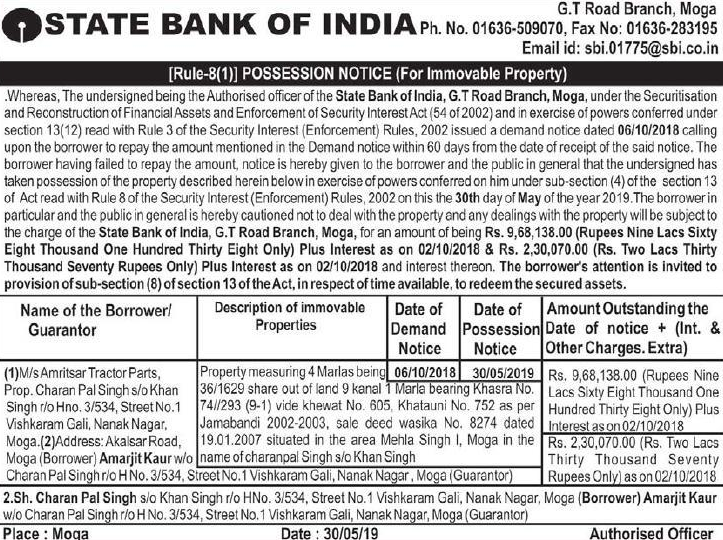 STATE BANK OF INDIA
G.T Road Branch, Moga
Ph. No. 01636-509070, Fax No: 01636-283195
Email id: sbi.01775@sbi.co.in
[Rule-8(1)] POSSESSION NOTICE (For Immovable Property)
.Whereas, The undersigned being the Authorised officer of the State Bank of India, G.T Road Branch, Moga, under the Securitisation
and Reconstruction of Financial Assets and Enforcement of Security Interest Act (54 of 2002) and in exercise of powers conferred under
section 13(12) read with Rule 3 of the Security Interest (Enforcement) Rules, 2002 issued a demand notice dated 06/10/2018 calling
upon the borrower to repay the amount mentioned in the Demand notice within 60 days from the date of receipt of the said notice. The
borrower having failed to repay the amount, notice is hereby given to the borrower and the public in general that the undersigned has
taken possession of the property described herein below in exercise of powers conferred on him under sub-section (4) of the section 13
of Act read with Rule 8 of the Security Interest (Enforcement) Rules, 2002 on this the 30th day of May of the year 2019.The borrower in
particular and the public in general is hereby cautioned not to deal with the property and any dealings with the property will be subject to
the charge of the State Bank of India, G.T Road Branch, Moga, for an amount of being Rs. 9,68,138.00 (Rupees Nine Lacs Sixty
Eight Thousand One Hundred Thirty Eight Only) Plus Interest as on 02/10/2018 & Rs. 2,30,070.00 (Rs. Two Lacs Thirty
Thousand Seventy Rupees Only) Plus Interest as on 02/10/2018 and interest thereon. The borrower's attention is invited to
provision of sub-section (8) of section 13 of the Act, in respect of time available, to redeem the secured assets.
Name of the Borrower/
Guarantor
Description of immovable
Properties
Date of
Demand
Notice
Date of
Possession
Notice
Amount Outstanding the
Date of notice + (Int. &
Other Charges. Extra)
(1)M/s Amritsar Tractor Parts,
Prop. Charan Pal Singh s/o Khan
Singh r/o Hno. 3/534, Street No.1
Vishkaram Gali, Nanak Nagar,
Moga.(2)Address: Akalsar Road,
Moga (Borrower) Amarjit Kaur w/o
Charan Pal Singh r/o H No. 3/534, Street No.1 Vishkaram Gali, Nanak Nagar , Moga (Guarantor)
Property measuring 4 Marlas being
36/1629 share out of land 9 kanal 1 Marla bearing Khasra No.
74//293 (9-1) vide khewat No. 605, Khatauni No. 752 as per
Jamabandi 2002-2003, sale deed wasika No. 8274 dated
19.01.2007 situated in the area Mehla Singh I, Moga in the
name of charanpal Singh s/o Khan Singh
06/10/2018
30/05/2019
Rs. 9,68,138.00 (Rupees Nine
Lacs Sixty Eight Thousand One
Hundred Thirty Eight Only) Plus
Interest as on 02/10/2018
Rs. 2,30,070.00 (Rs. Two Lacs
Thirty Thousand Seventy
Rupees Only) as on 02/10/2018
2.Sh. Charan Pal Singh s/o Khan Singh r/o HNo. 3/534, Street No.1 Vishkaram Gali, Nanak Nagar, Moga (Borrower) Amarjit Kaur
w/o Charan Pal Singh r/o H No. 3/534, Street No.1 Vishkaram Gali, Nanak Nagar, Moga (Guarantor)
Place : Moga
Date : 30/05/19
Authorised Officer